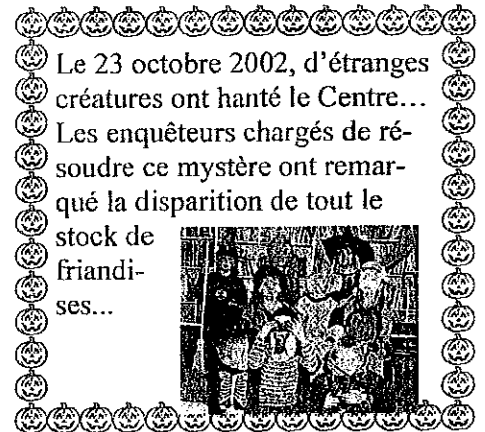 Le 23 octobre 2002, d'étranges
créatures ont hanté le Centre...
Les enquêteurs chargés de ré-
soudre ce mystère ont remar-
qué la disparition de tout le
stock de
friandi-
ses...